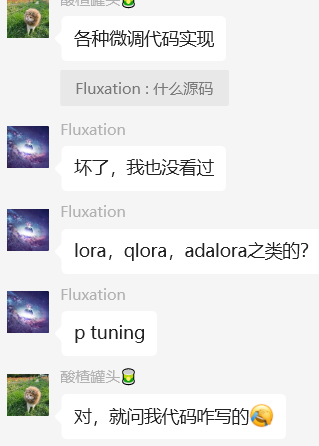 酸楂罐头
各种微调代码实现
Fluxation : 什么源码
Fluxation
坏了，我也没看过
Fluxation
lora，qlora，adalora之类的？
Fluxation
p tuning
酸楂罐头
对，就问我代码咋写的